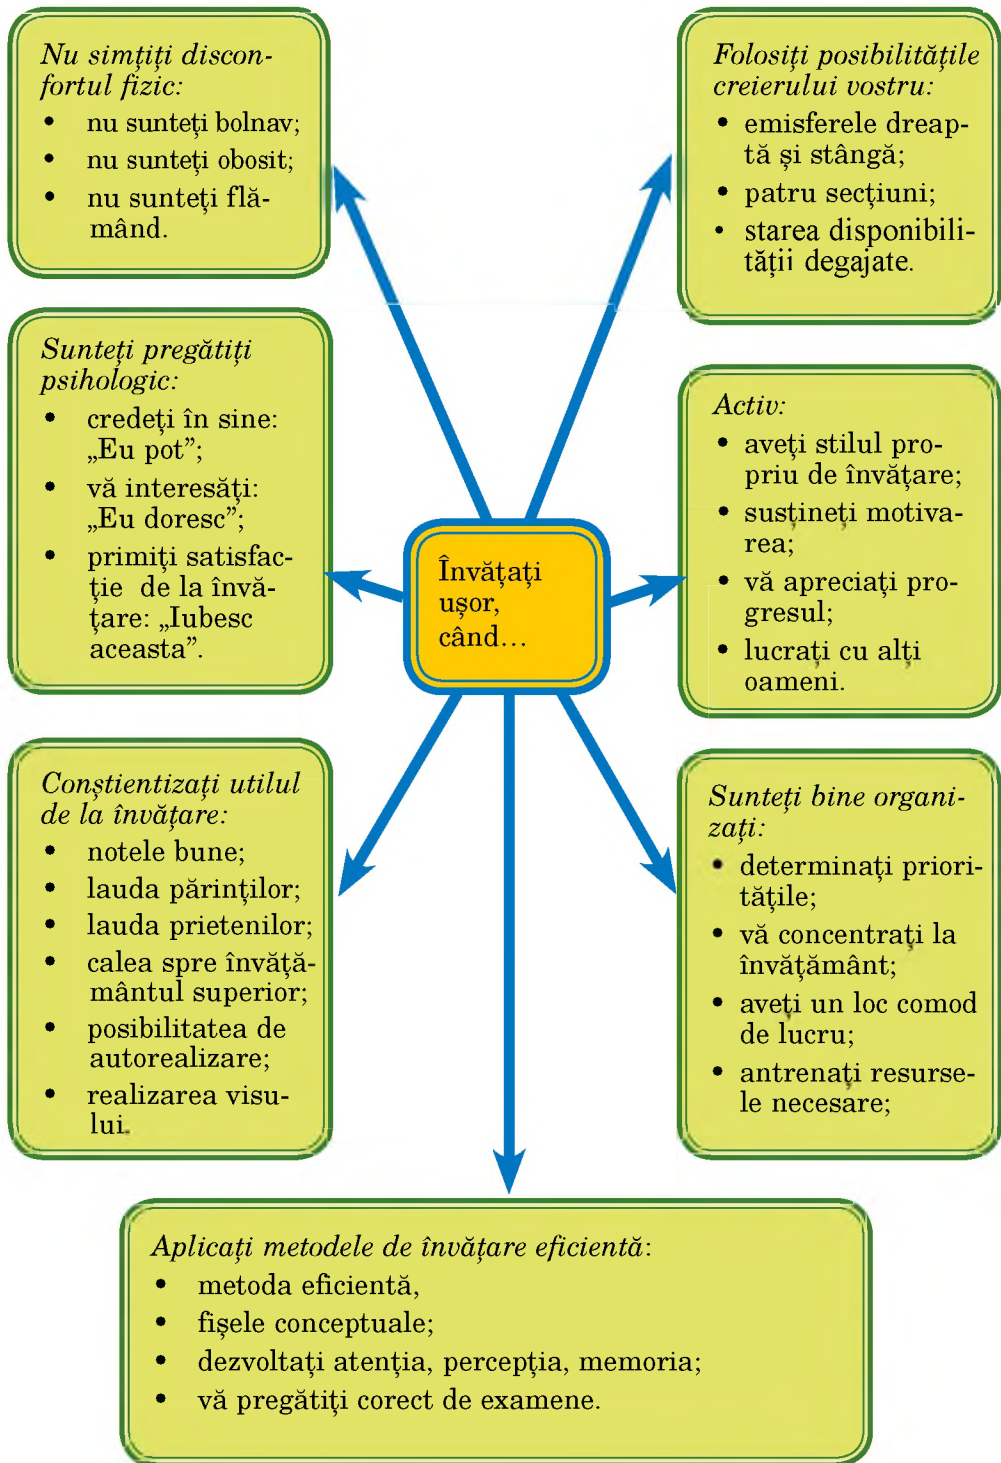 Nu simțiți discon-
fortul fizic:
• nu sunteți bolnav;
• nu sunteți obosit;
• nu sunteți flă-
mând.
Folosiți posibilitățile
creierului vostru:
• emisferele dreap-
tă și stângă;
• patru secțiuni;
• starea disponibili-
tății degajate.
Sunteți pregătiți
psihologic:
• credeți în sine:
„Eu pot”;
• vă interesăți:
„Eu doresc”;
• primiți satisfac-
ție de la învă-
țare: „Iubesc
aceasta”.
Activ:
• aveți stilul pro-
priu de învățare;
• susțineți motiva-
rea;
• vă apreciați pro-
gresul;
• lucrați cu alți
oameni.
Învățați
ușor,
când...
Conștientizați utilul
de la învățare:
• notele bune;
• lauda părinților;
• lauda prietenilor;
• calea spre învăță-
mântul superior;
• posibilitatea de
autorealizare;
• realizarea visu-
lui.
Sunteți bine organi-
zați:
• determinați priori-
tățile;
• vă concentrați la
învățământ;
• aveți un loc comod
de lucru;
• antrenați resurse-
le necesare;
Aplicați metodele de învățare eficientă:
• metoda eficientă,
• fișele conceptuale;
• dezvoltați atenția, percepția, memoria;
• vă pregătiți corect de examene.